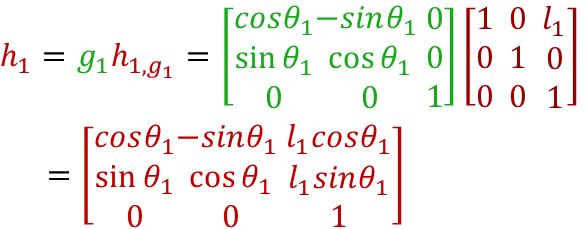 h₁ = g₁h₁,g₁ = [cosθ₁ −sinθ₁ 0; sin θ₁ cos θ₁ 0; 0 0 1] [1 0 l₁; 0 1 0; 0 0 1]
= [cosθ₁ −sinθ₁ l₁cosθ₁; sin θ₁ cos θ₁ l₁sinθ₁; 0 0 1]